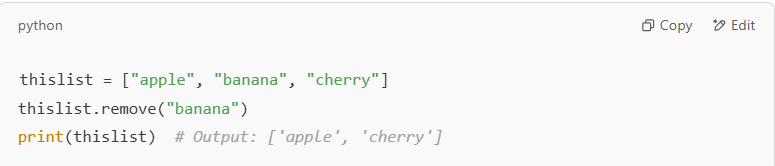 python
Copy
Edit
thislist = ["apple", "banana", "cherry"]
thislist.remove("banana")
print(thislist)  # Output: ['apple', 'cherry']